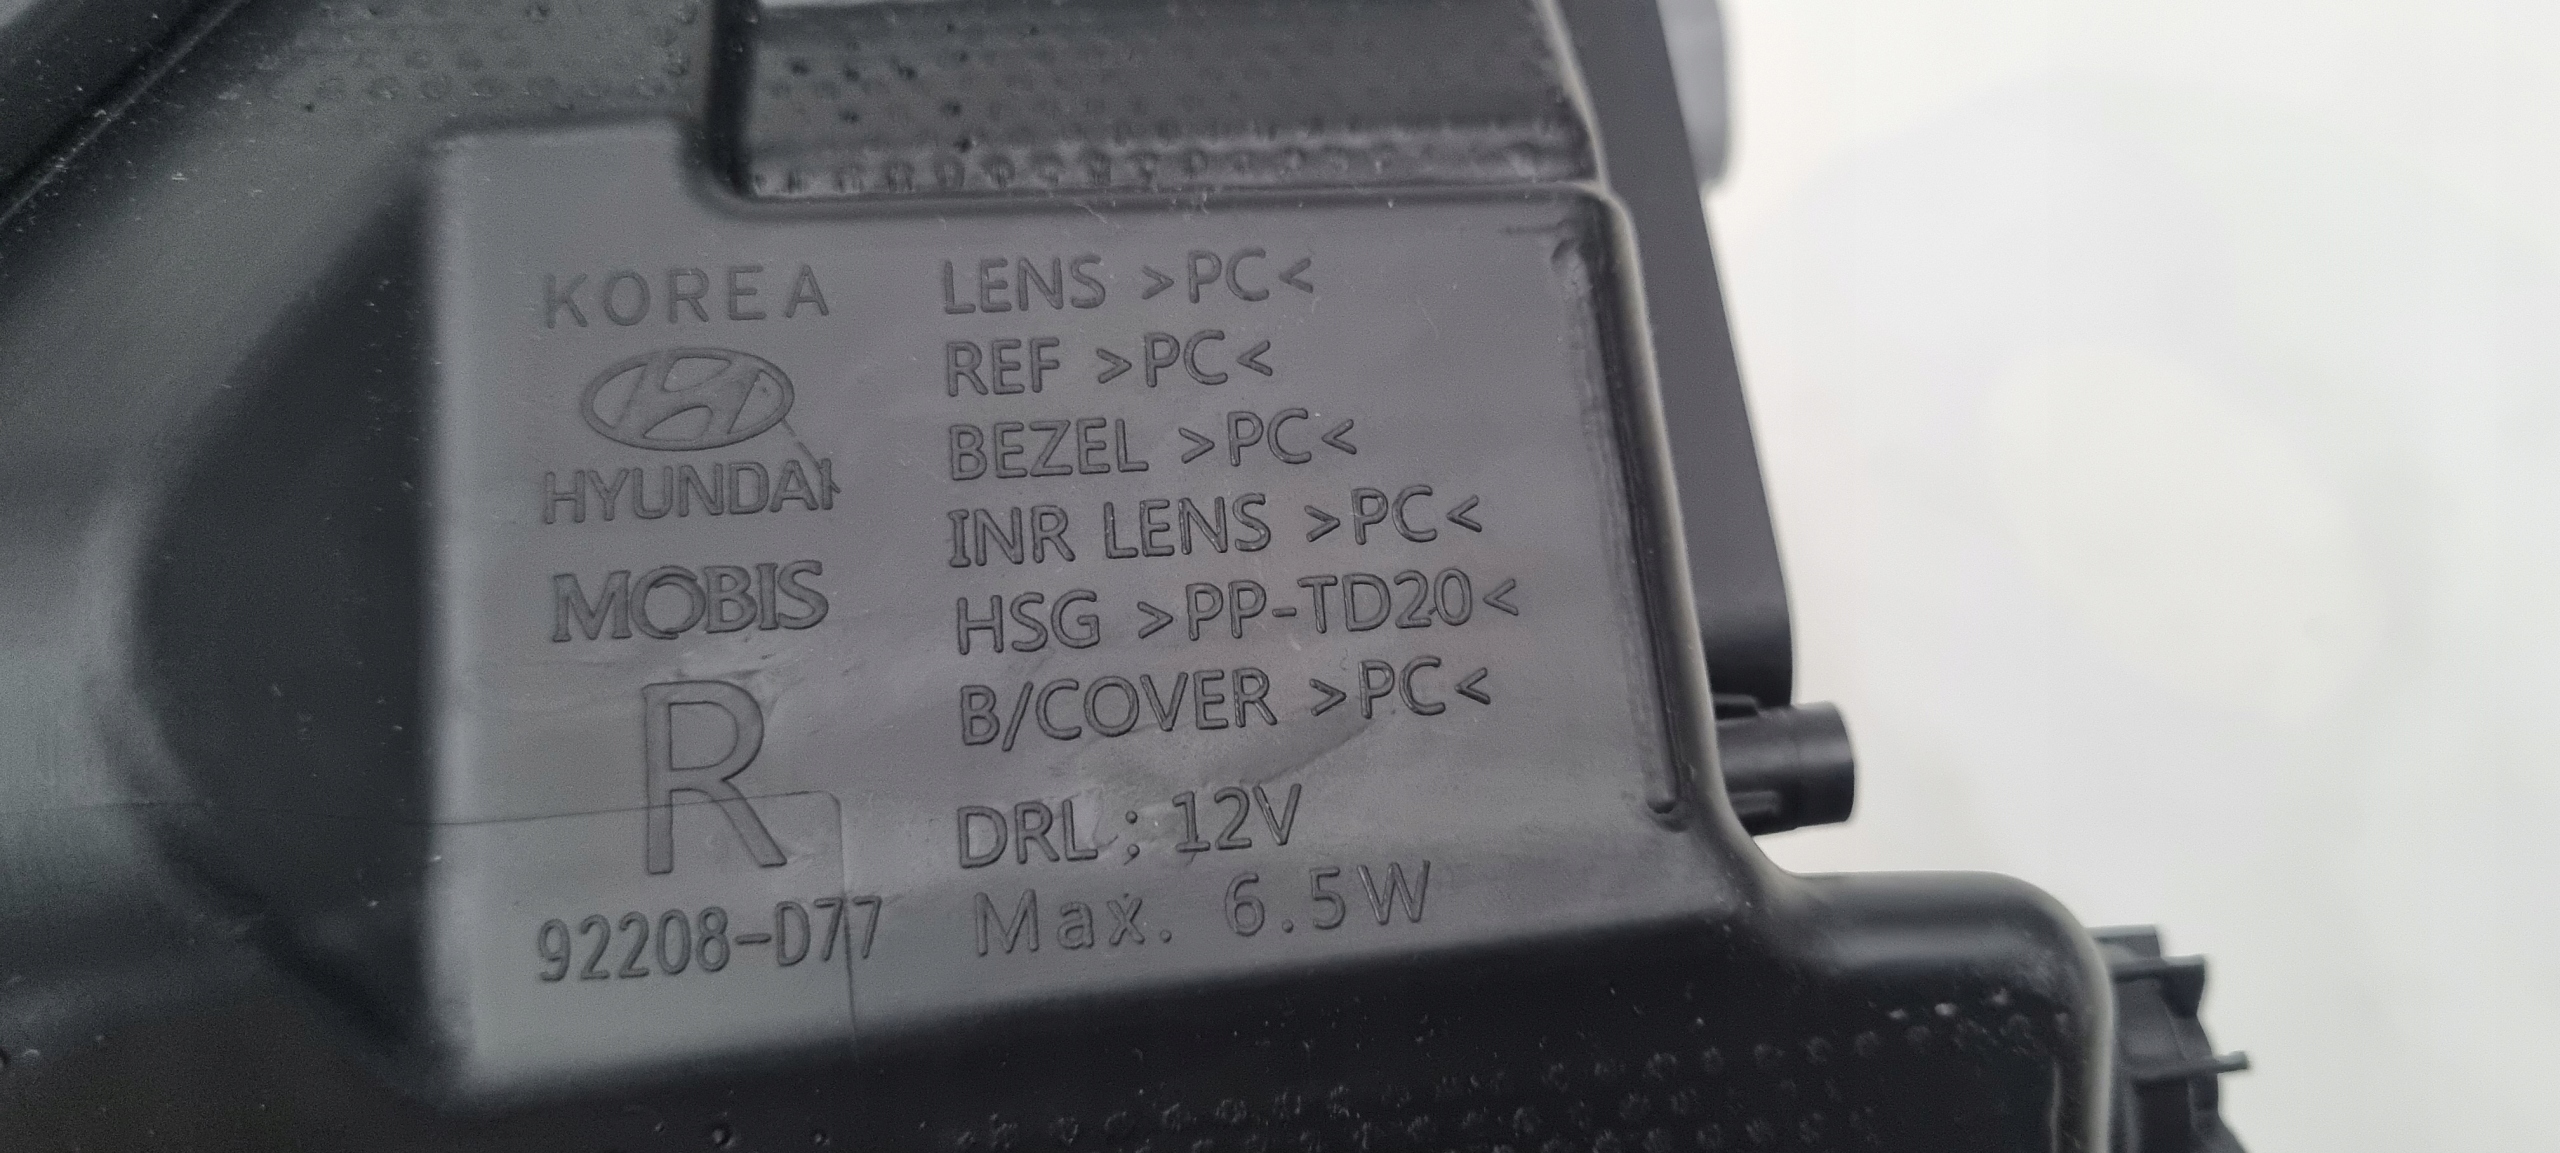 KOREA
HYUNDAI
MOBIS
R
92208-D77
LENS >PC<
REF >PC<
BEZEL >PC<
INR LENS >PC<
HSG >PP-TD20<
B/COVER >PC<
DRL ; 12V
Max. 6.5W